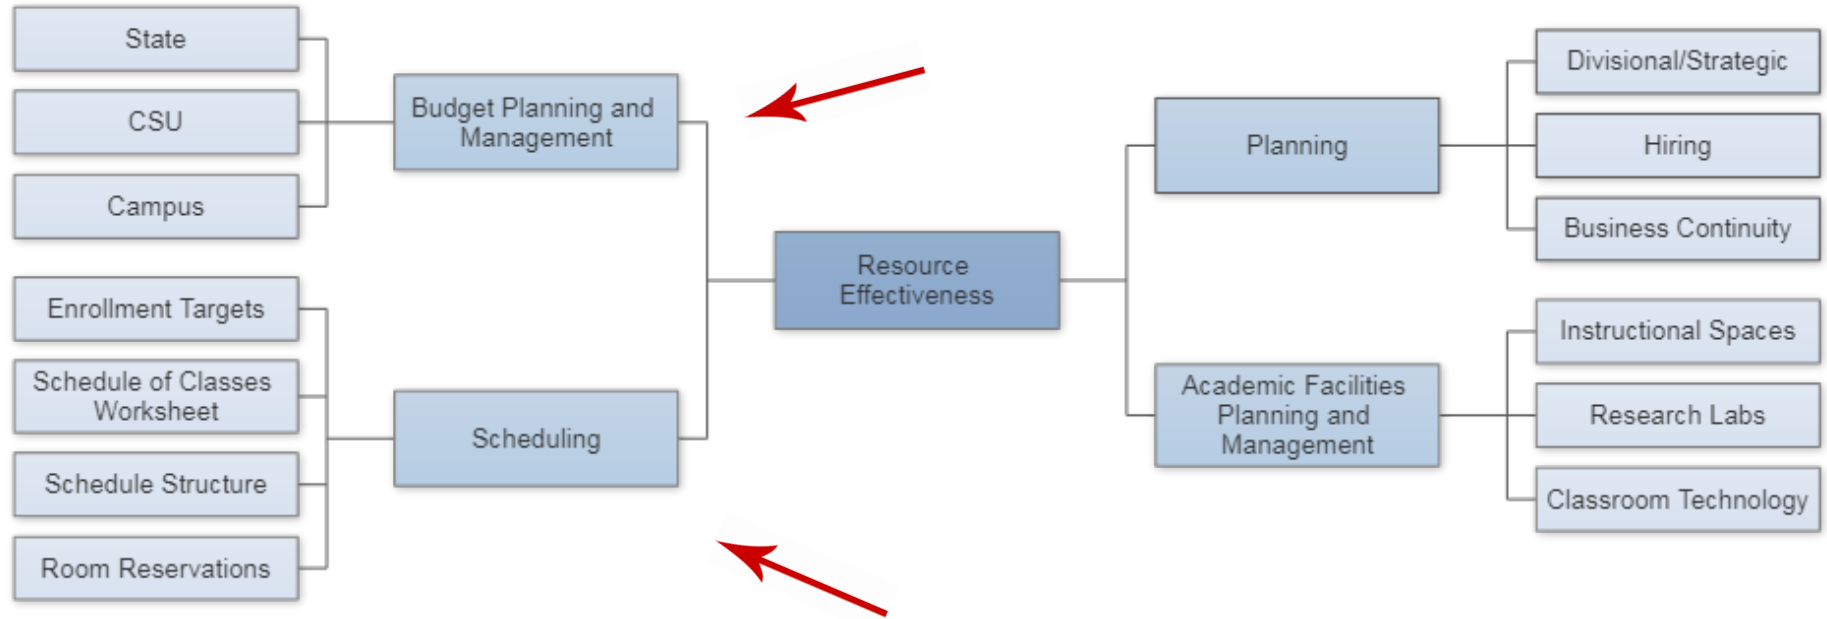 State
CSU
Campus
Budget Planning and
Management
Enrollment Targets
Schedule of Classes
Worksheet
Schedule Structure
Room Reservations
Scheduling
Resource
Effectiveness
Planning
Divisional/Strategic
Hiring
Business Continuity
Academic Facilities
Planning and
Management
Instructional Spaces
Research Labs
Classroom Technology